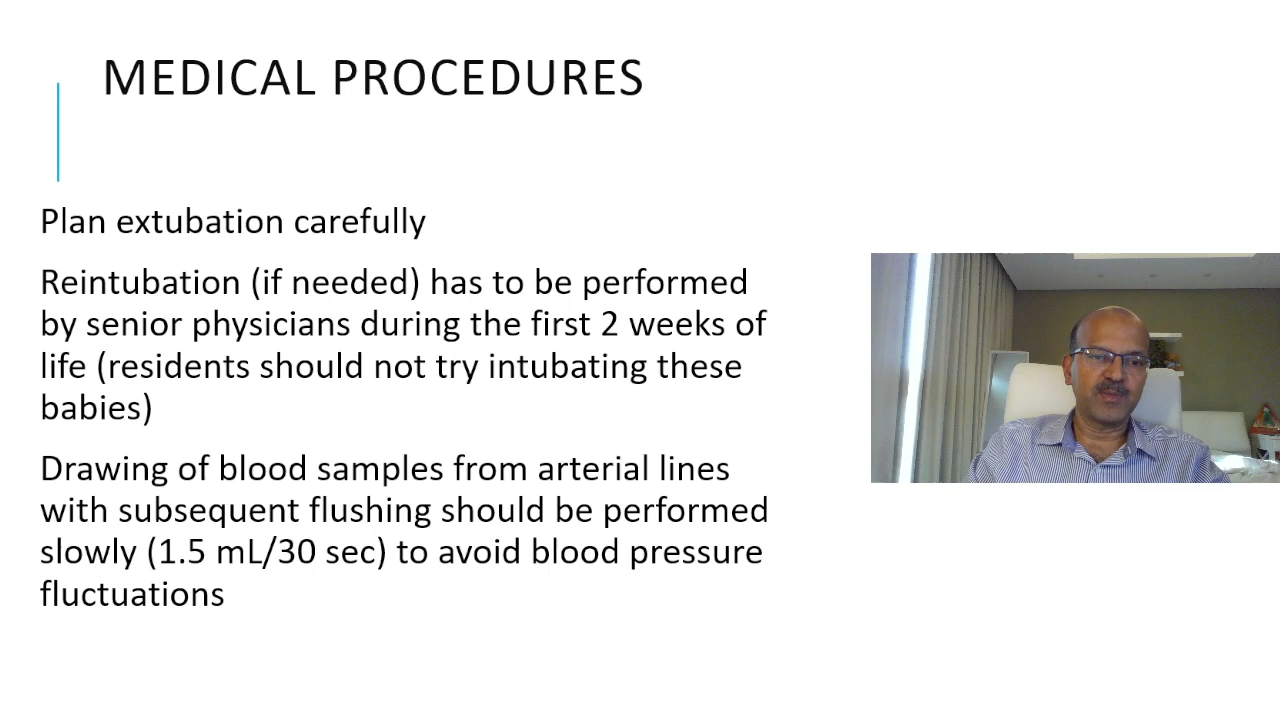 MEDICAL PROCEDURES
Plan extubation carefully
Reintubation (if needed) has to be performed
by senior physicians during the first 2 weeks of
life (residents should not try intubating these
babies)
Drawing of blood samples from arterial lines
with subsequent flushing should be performed
slowly (1.5 mL/30 sec) to avoid blood pressure
fluctuations